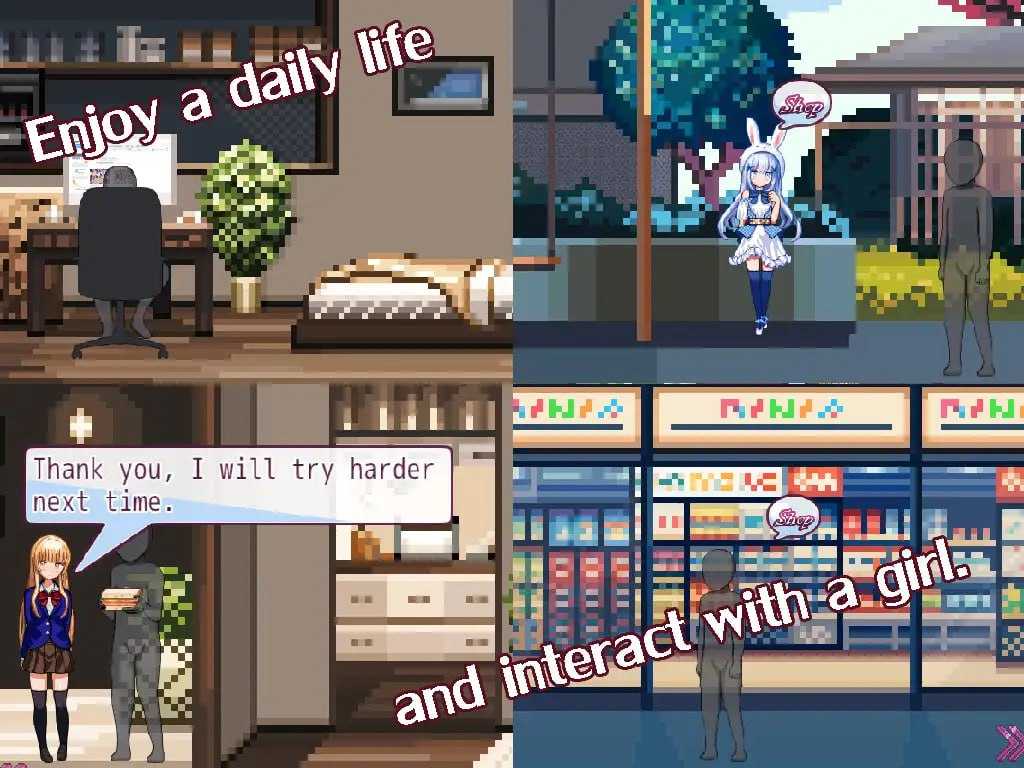 Enjoy a daily life
Shop
Thank you, I will try harder
next time.
Shop
and interact with a girl.